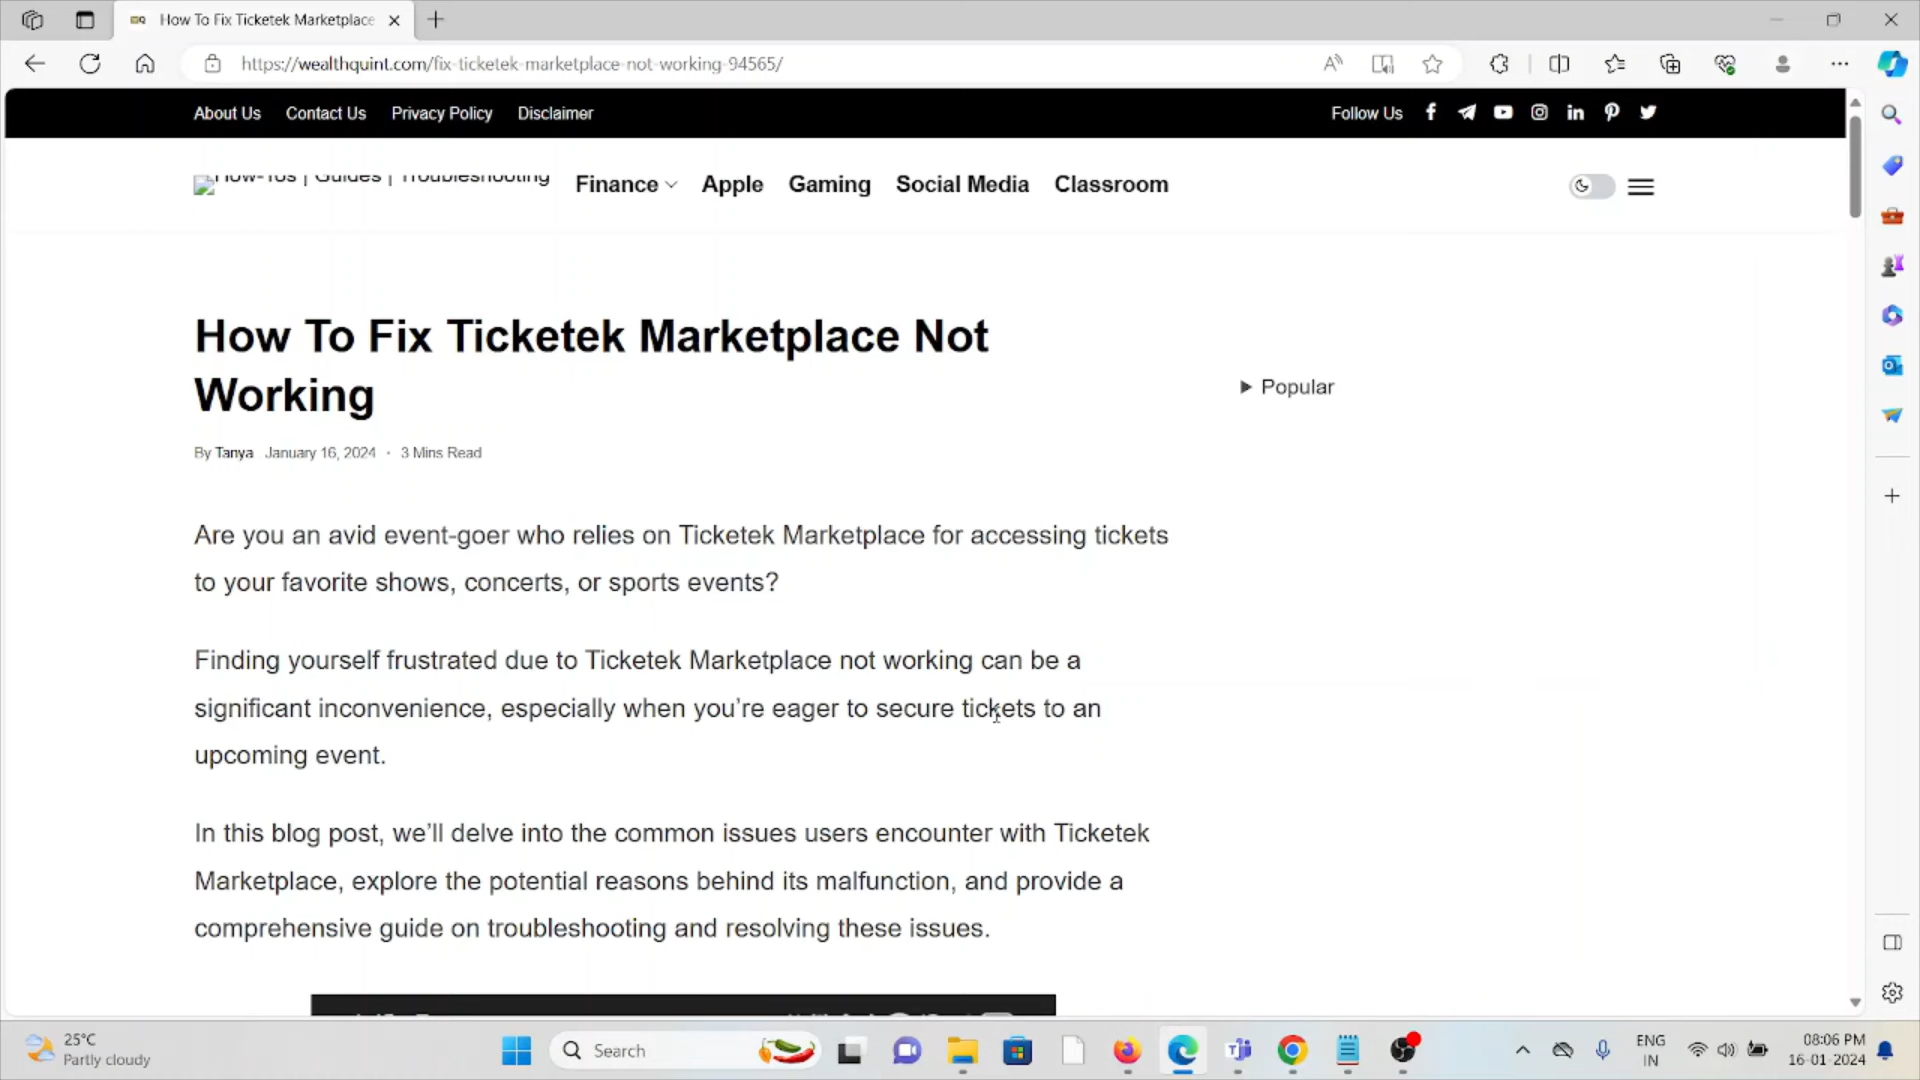 How To Fix Ticketek Marketplace
https://wealthquint.com/fix-ticketek-marketplace-not-working-94565/
About Us Contact Us Privacy Policy Disclaimer Follow Us
How-Tos | Guides | Troubleshooting Finance Apple Gaming Social Media Classroom
How To Fix Ticketek Marketplace Not
Working
Popular
By Tanya January 16, 2024 • 3 Mins Read
Are you an avid event-goer who relies on Ticketek Marketplace for accessing tickets
to your favorite shows, concerts, or sports events?
Finding yourself frustrated due to Ticketek Marketplace not working can be a
significant inconvenience, especially when you’re eager to secure tickets to an
upcoming event.
In this blog post, we’ll delve into the common issues users encounter with Ticketek
Marketplace, explore the potential reasons behind its malfunction, and provide a
comprehensive guide on troubleshooting and resolving these issues.
25°C
Partly cloudy
Search
ENG
IN
08:06 PM
16-01-2024